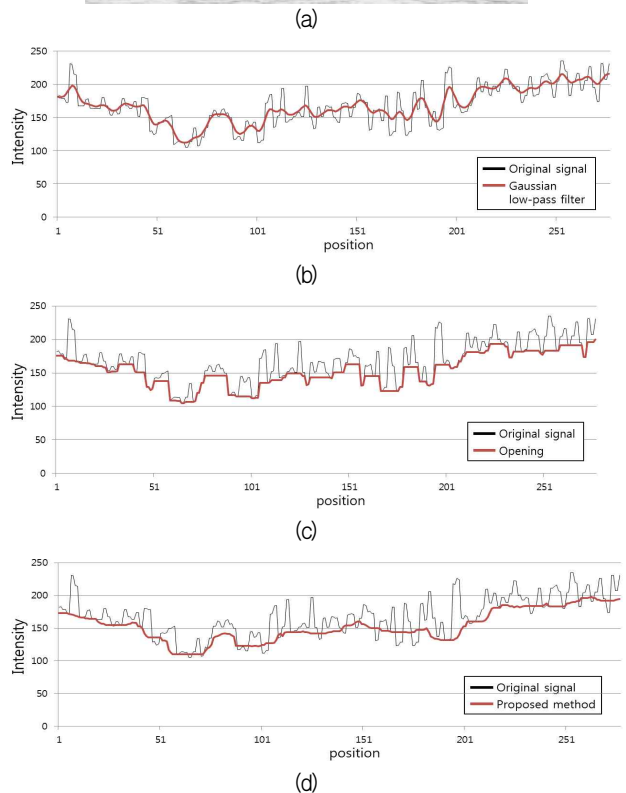 (a)
250
200
150
100
50
0
Intensity
1 51 101 151 201 251
position
Original signal
Gaussian
low-pass filter
(b)
250
200
150
100
50
0
Intensity
1 51 101 151 201 251
position
Original signal
Opening
(c)
250
200
150
100
50
0
Intensity
1 51 101 151 201 251
position
Original signal
Proposed method
(d)